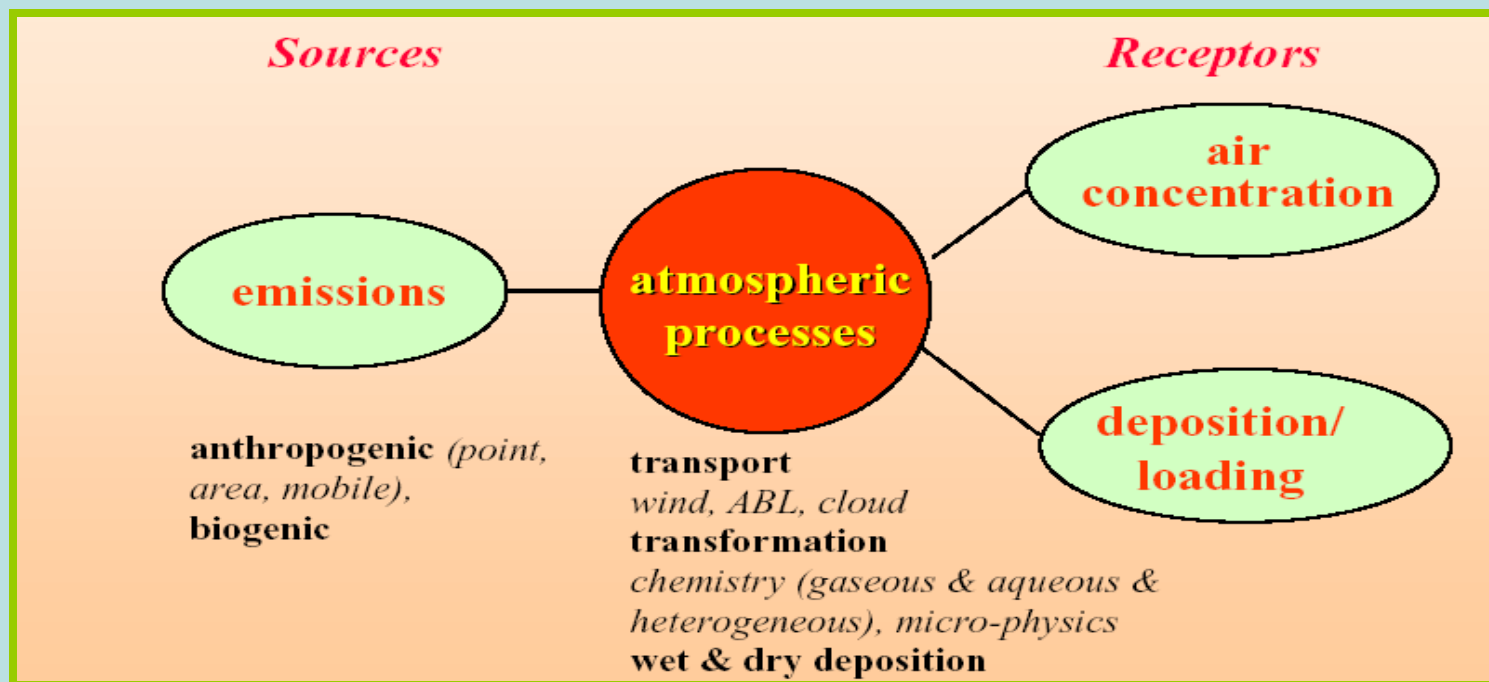 Sources
Receptors
air
concentration
emissions
atmospheric
processes
deposition/
loading
anthropogenic (point,
area, mobile),
biogenic
transport
wind, ABL, cloud
transformation
chemistry (gaseous & aqueous &
heterogeneous), micro-physics
wet & dry deposition